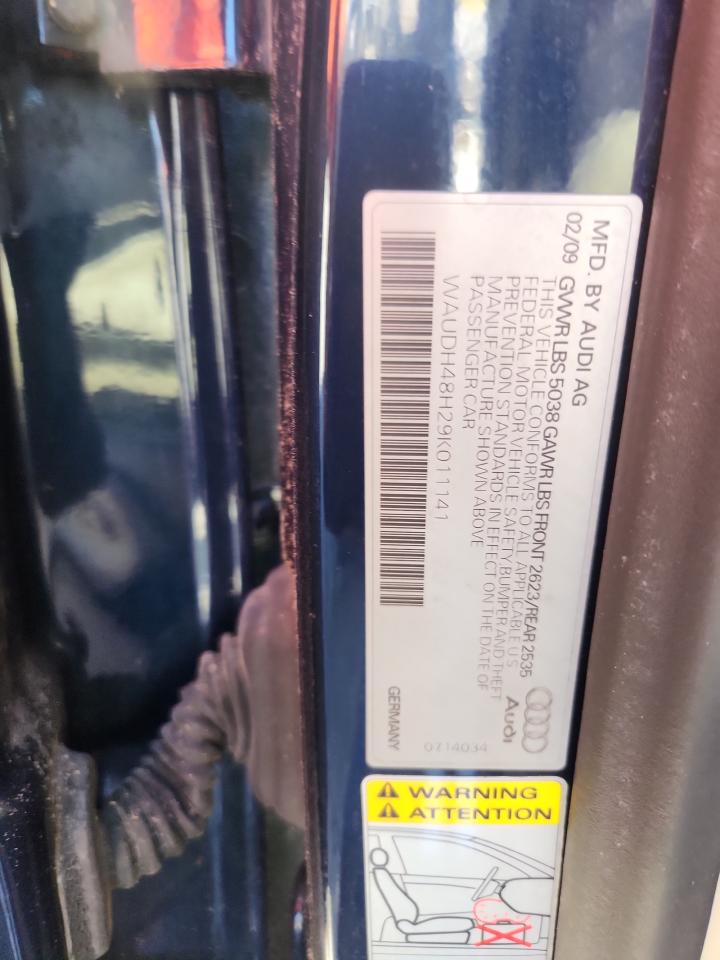 MFD. BY AUDI AG
02/09 GVWR LBS 5038 GAWR LBS FRONT 2623/REAR 2535
THIS VEHICLE CONFORMS TO ALL APPLICABLE U S
FEDERAL MOTOR VEHICLE SAFETY, BUMPER AND THEFT
PREVENTION STANDARDS IN EFFECT ON THE DATE OF
MANUFACTURE SHOWN ABOVE
PASSENGER CAR
WAUDH48H29K011141
Audi
0714034
GERMANY
WARNING
ATTENTION